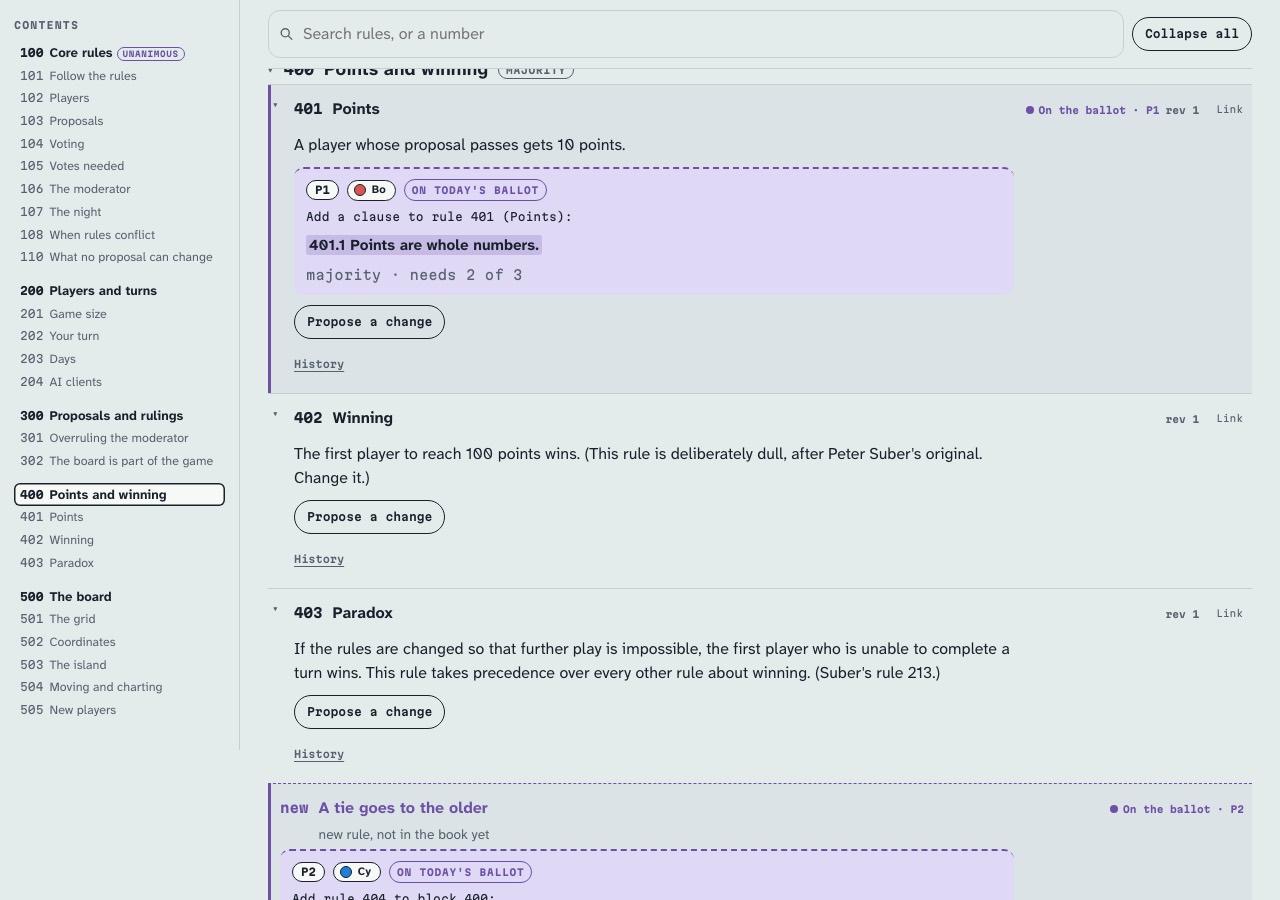 CONTENTS
100 Core rules UNANIMOUS
101 Follow the rules
102 Players
103 Proposals
104 Voting
105 Votes needed
106 The moderator
107 The night
108 When rules conflict
110 What no proposal can change
200 Players and turns
201 Game size
202 Your turn
203 Days
204 AI clients
300 Proposals and rulings
301 Overruling the moderator
302 The board is part of the game
400 Points and winning
401 Points
402 Winning
403 Paradox
500 The board
501 The grid
502 Coordinates
503 The island
504 Moving and charting
505 New players
Search rules, or a number
Collapse all
400 Points and winning MAJORITY
401 Points
On the ballot · P1 rev 1 Link
A player whose proposal passes gets 10 points.
P1 Bo ON TODAY'S BALLOT
Add a clause to rule 401 (Points):
401.1 Points are whole numbers.
majority · needs 2 of 3
Propose a change
History
402 Winning
rev 1 Link
The first player to reach 100 points wins. (This rule is deliberately dull, after Peter Suber's original.
Change it.)
Propose a change
History
403 Paradox
rev 1 Link
If the rules are changed so that further play is impossible, the first player who is unable to complete a
turn wins. This rule takes precedence over every other rule about winning. (Suber's rule 213.)
Propose a change
History
new A tie goes to the older
On the ballot · P2
new rule, not in the book yet
P2 Cy ON TODAY'S BALLOT
Add rule 404 to block 400: